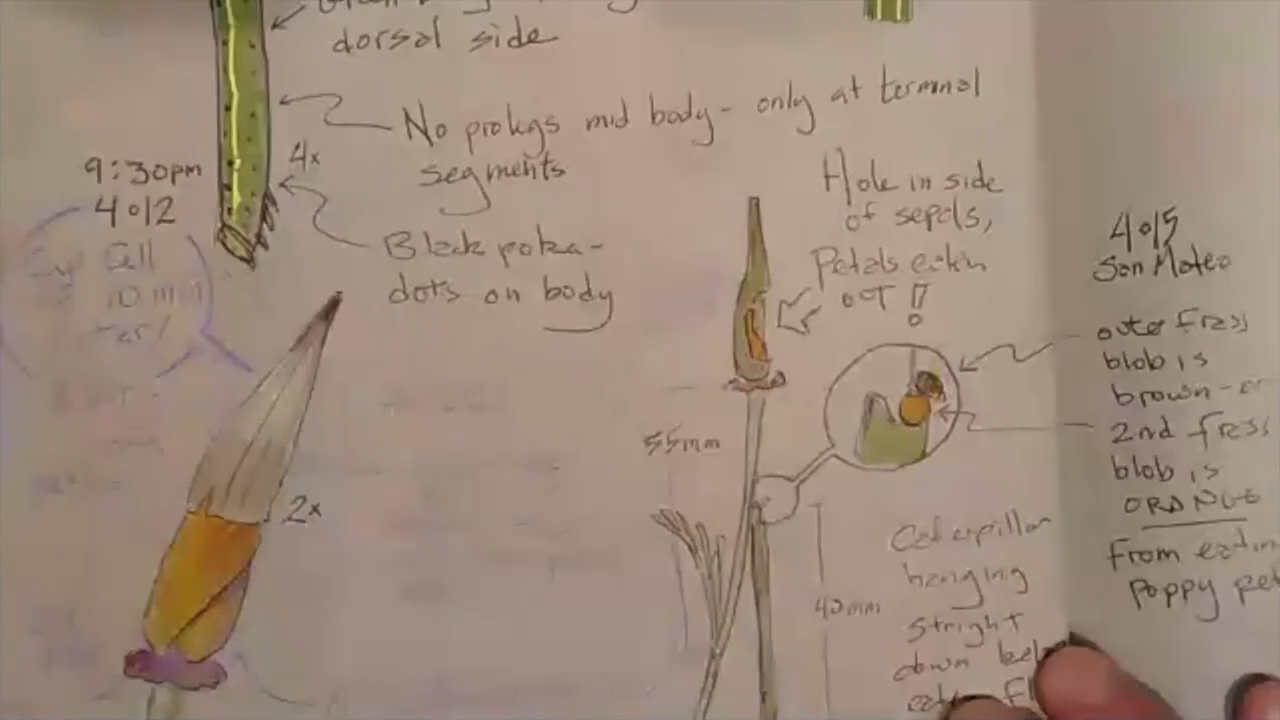 dorsal side
No prolegs mid body - only at terminal
segments
4x
9:30pm
4•12
Black poka-
dots on body
Hole in side
of sepals,
Petals eaten
OUT!!
4•15
San Mateo
outer frass
blob is
brown-
2nd frass
blob is
ORANGE
From
Poppy
55mm
2x
40mm
Caterpillar
hanging
stright
down